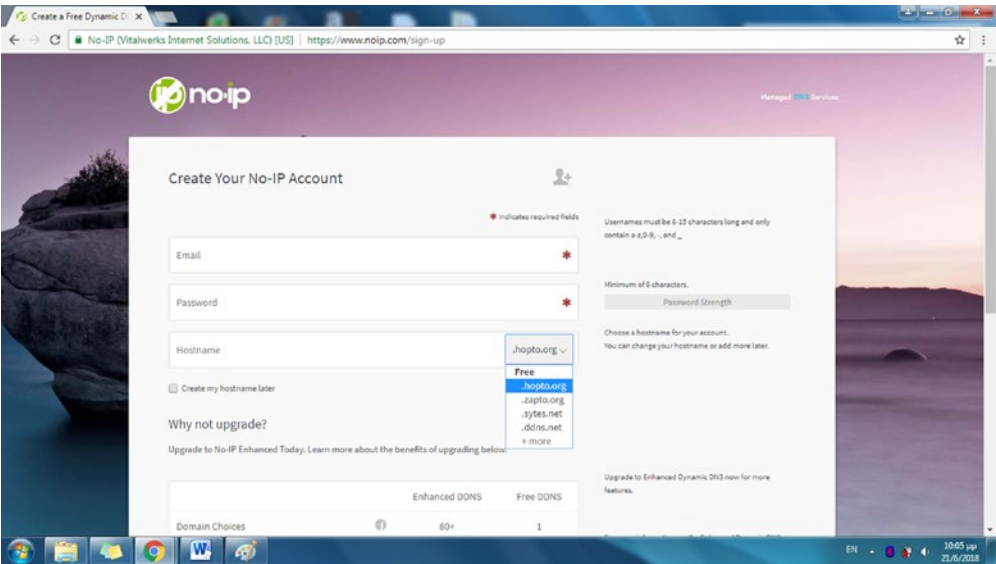 Create a Free Dynamic D
No-IP (Vitalwerks Internet Solutions, LLC) [US] | https://www.noip.com/sign-up
no·ip
Managed DNS Services
Create Your No-IP Account
* Indicates required fields
Usernames must be 6-15 characters long and only
contain a-z,0-9, -, and _
Email *
Minimum of 6 characters.
Password *
Password Strength
Choose a hostname for your account.
You can change your hostname or add more later.
Hostname .hopto.org
Free
.hopto.org
.zapto.org
.sytes.net
.ddns.net
+ more
Create my hostname later
Why not upgrade?
Upgrade to No-IP Enhanced Today. Learn more about the benefits of upgrading below.
Upgrade to Enhanced Dynamic DNS now for more
features.
Enhanced DDNS Free DDNS
Domain Choices 80+ 1
EN 10:05 μμ
21/6/2018